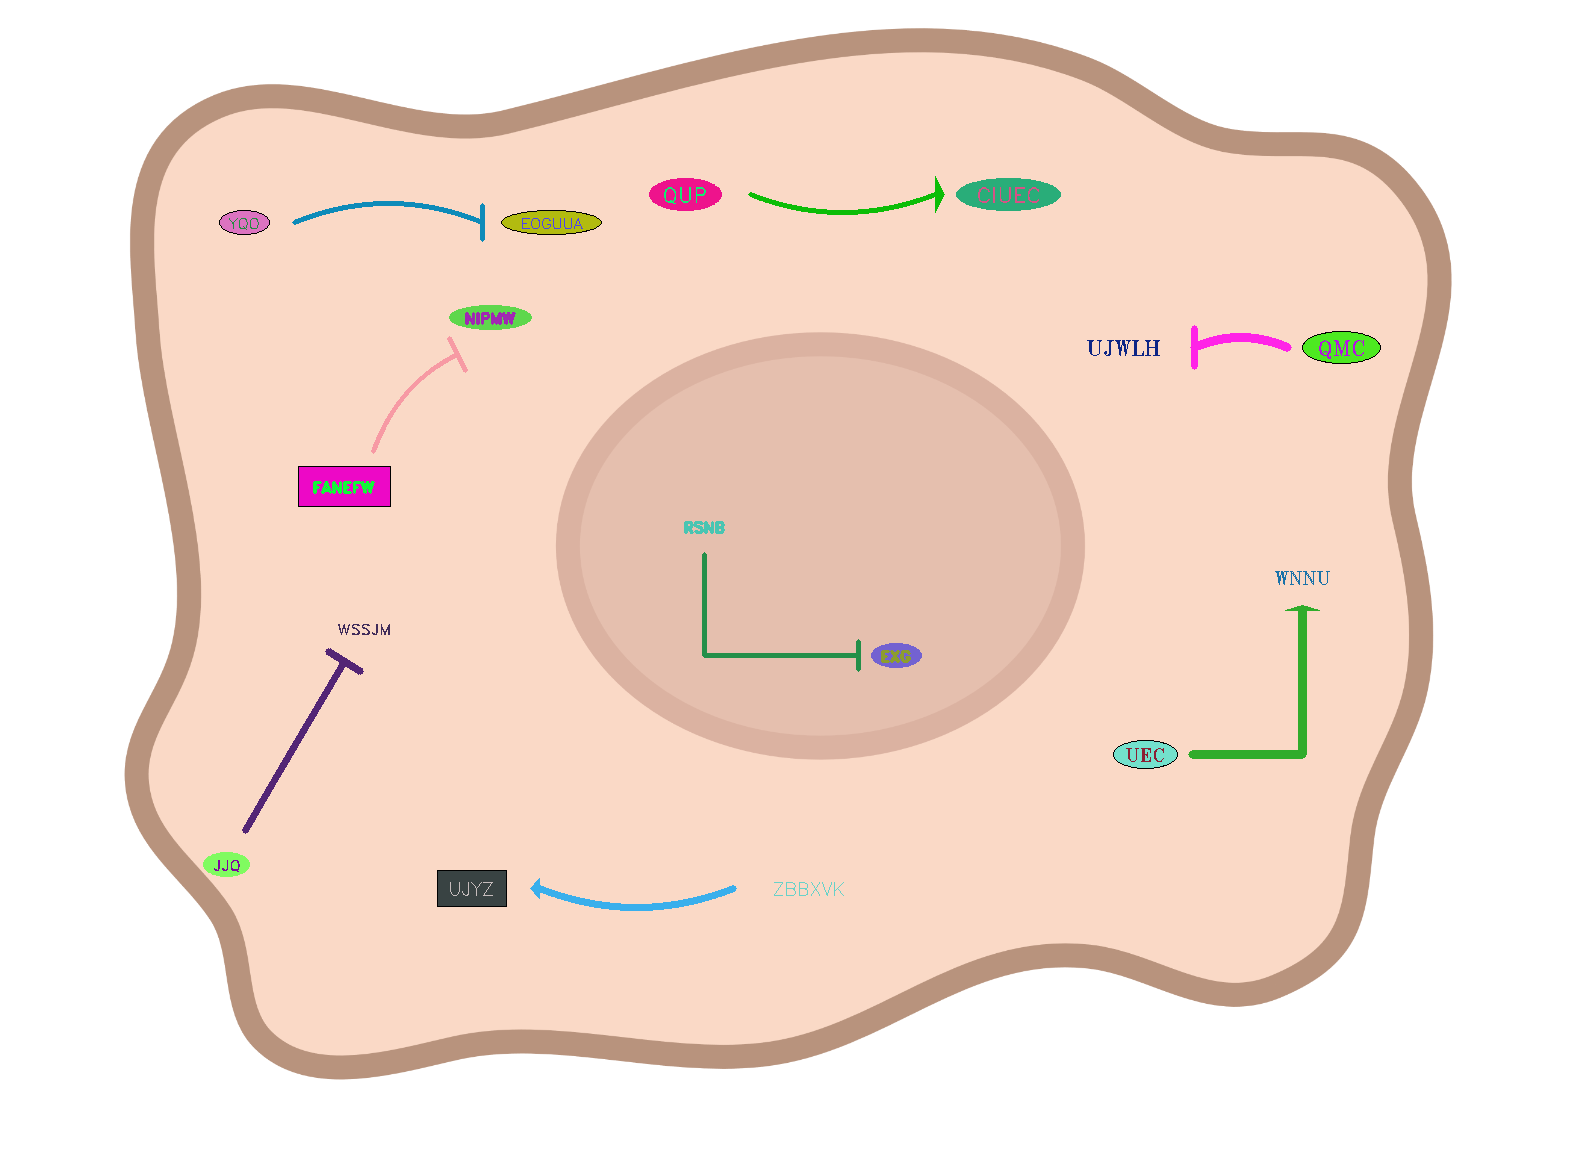 QUP
CIUEC
YQO
EOGUUA
NIPMW
UJWLH
QMC
FANEFW
RSNB
WNNU
WSSJM
EXG
UEC
JJQ
UJYZ
ZBBXVK